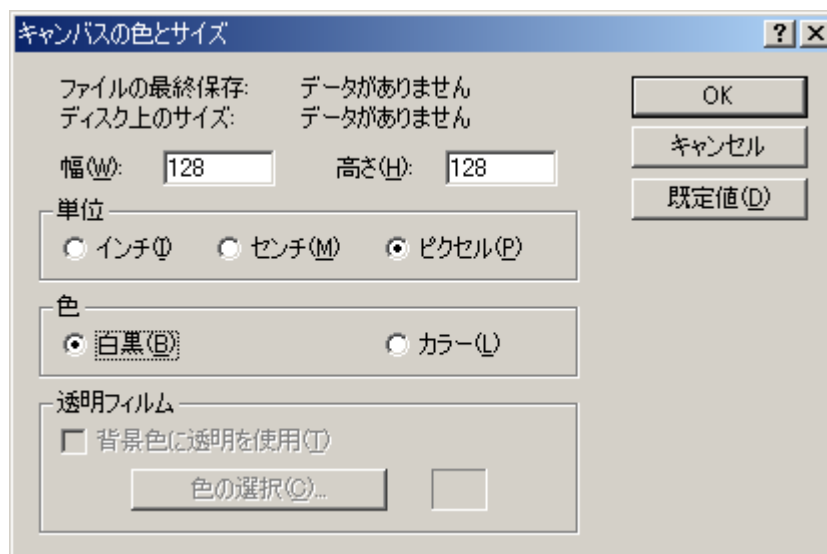 キャンバスの色とサイズ
ファイルの最終保存: データがありません
ディスク上のサイズ: データがありません
幅(W): 128 高さ(H): 128
単位
インチ(I) センチ(M) ピクセル(P)
色
白黒(B) カラー(L)
透明フィルム
背景色に透明を使用(T)
色の選択(C)...
OK
キャンセル
既定値(D)